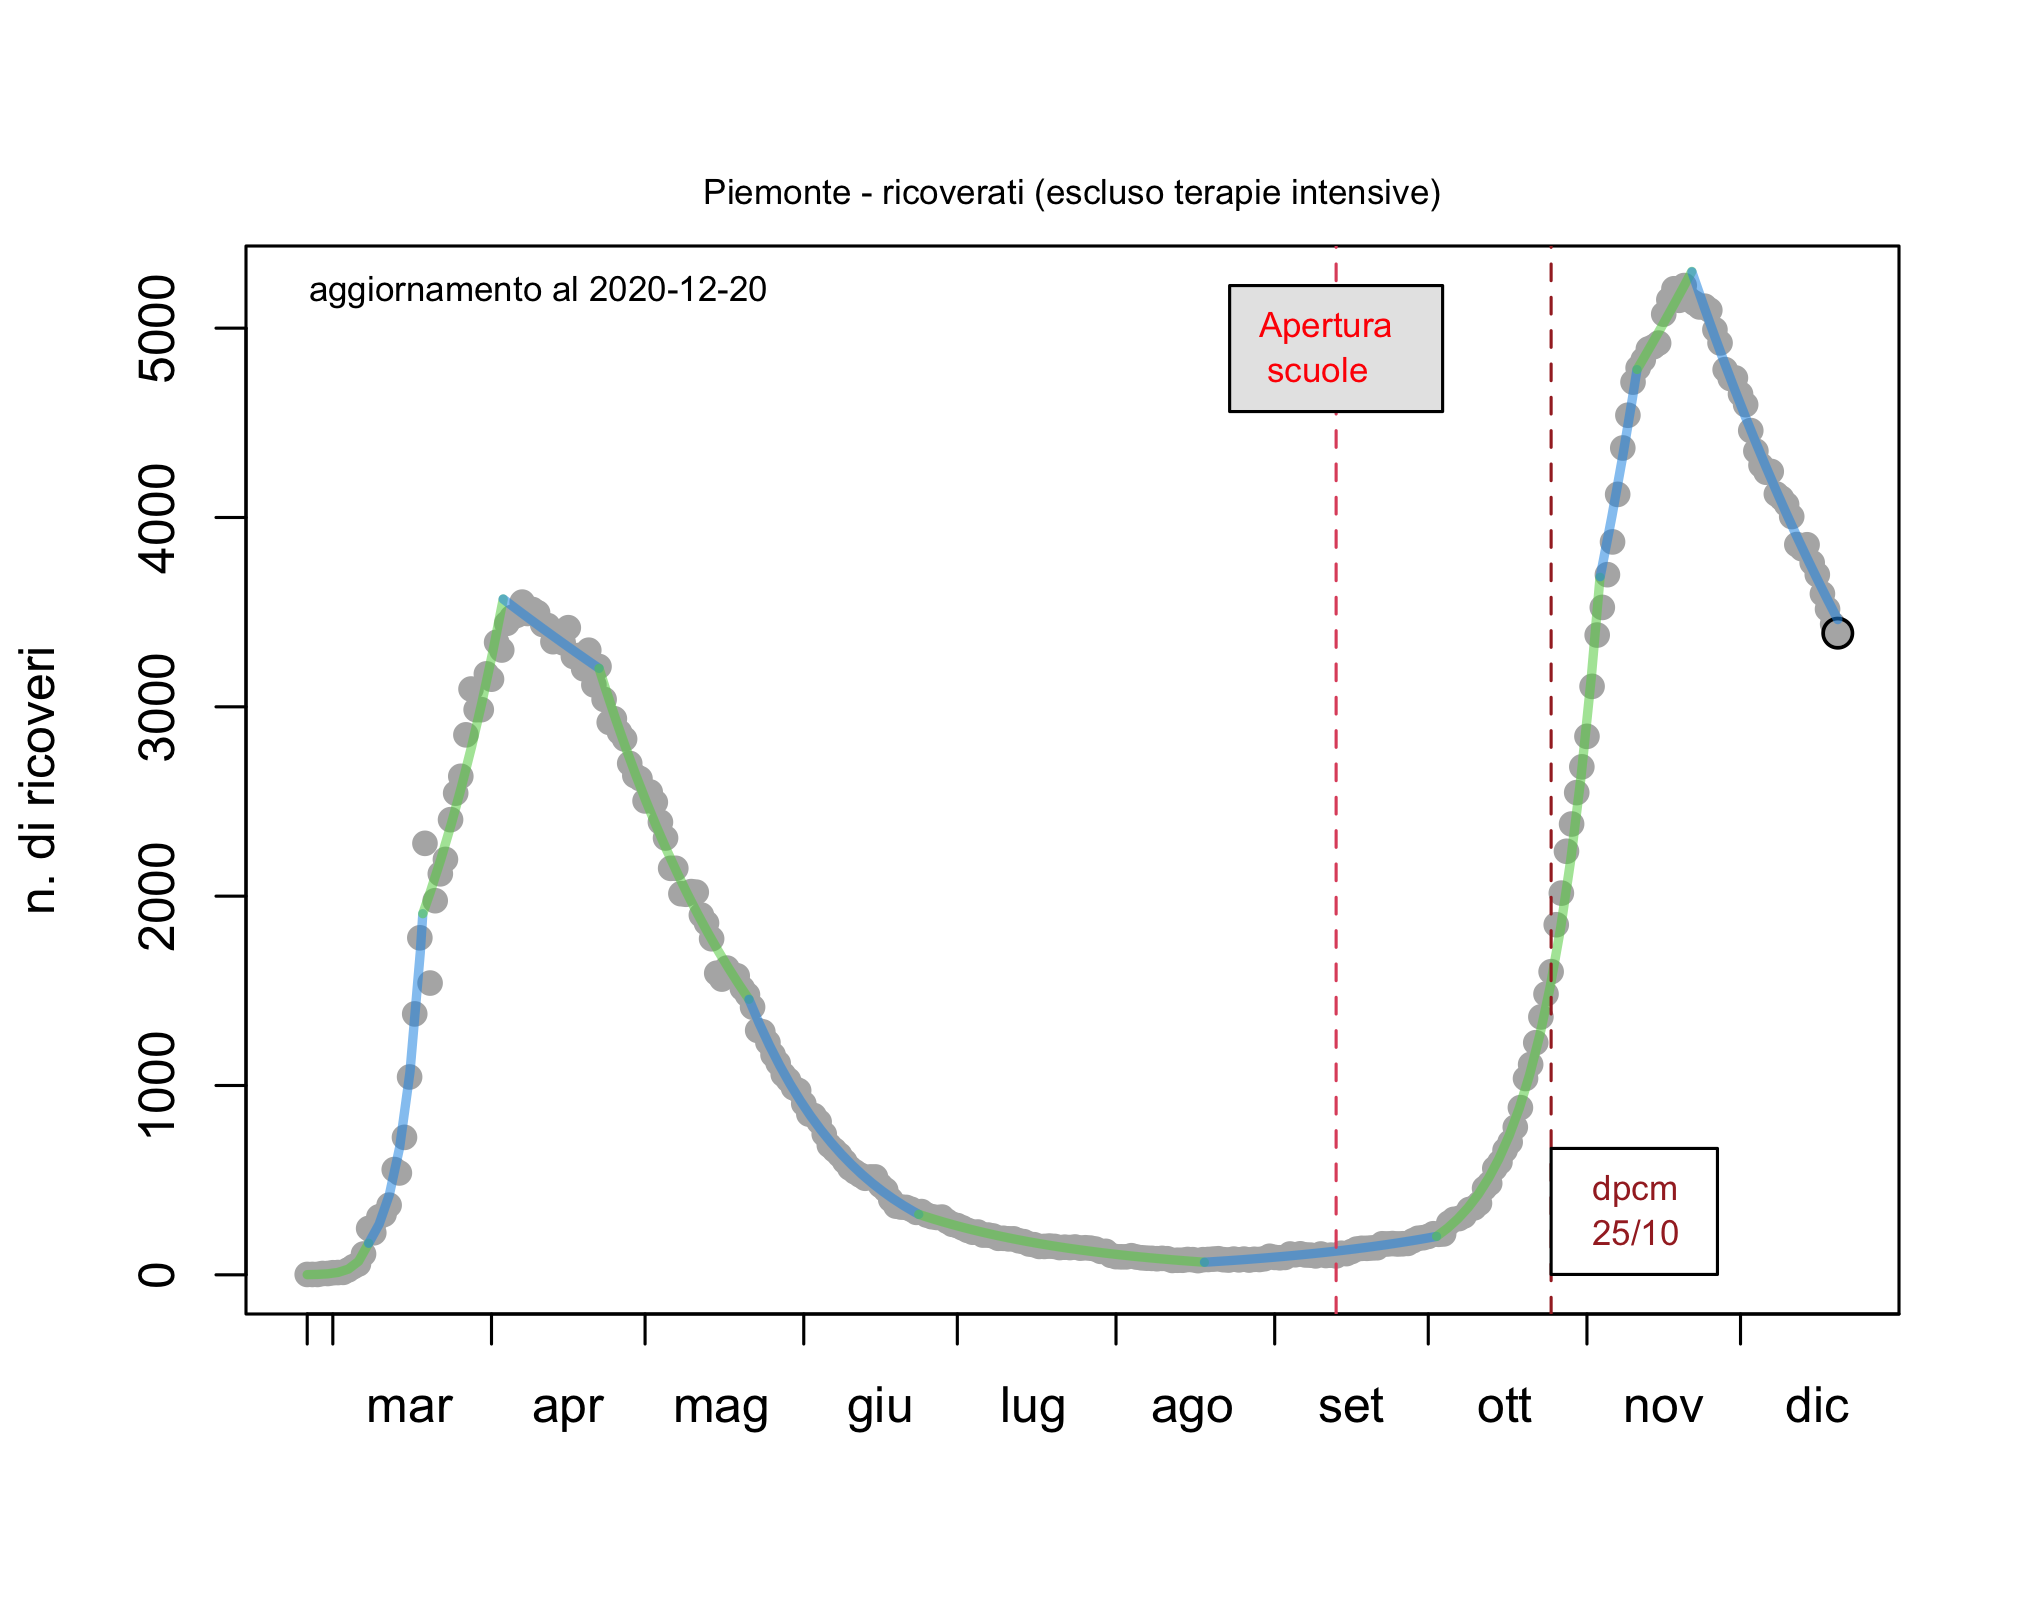 Piemonte - ricoverati (escluso terapie intensive)
aggiornamento al 2020-12-20
Apertura
scuole
n. di ricoveri
5000
4000
3000
2000
1000
0
dpcm
25/10
mar apr mag giu lug ago set ott nov dic